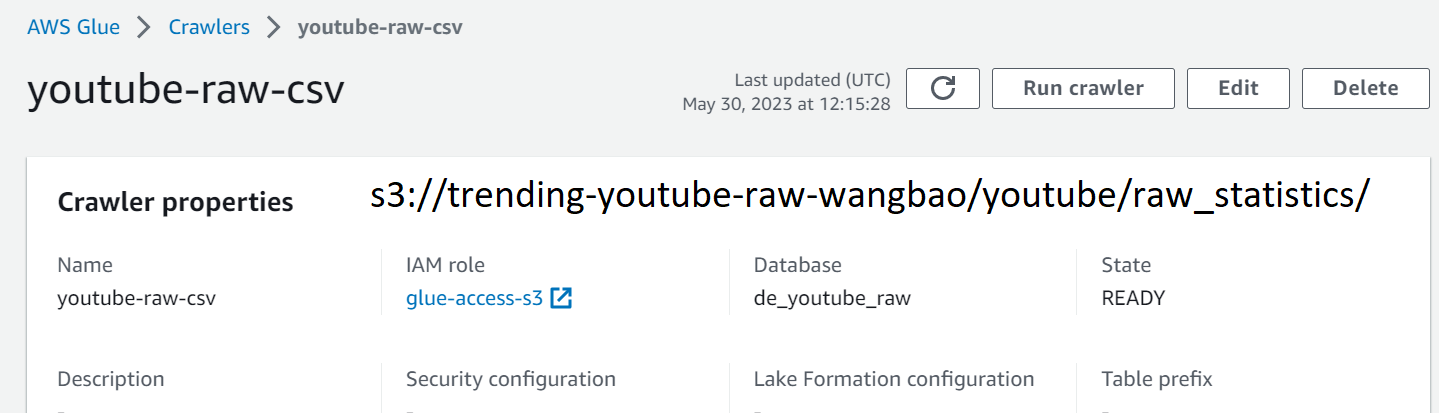 AWS Glue > Crawlers > youtube-raw-csv
youtube-raw-csv
Last updated (UTC)
May 30, 2023 at 12:15:28
Run crawler
Edit
Delete
Crawler properties
s3://trending-youtube-raw-wangbao/youtube/raw_statistics/
Name
IAM role
Database
State
youtube-raw-csv
glue-access-s3
de_youtube_raw
READY
Description
Security configuration
Lake Formation configuration
Table prefix